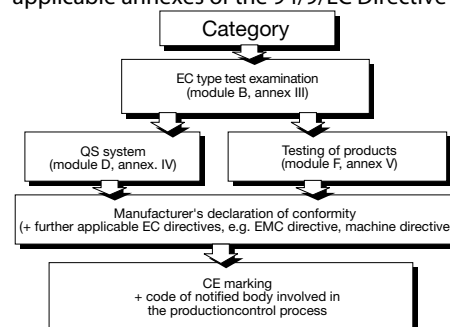 applicable annexes of the 94/9/EC Directive
Category
EC type test examination
(module B, annex III)
QS system
(module D, annex. IV)
Testing of products
(module F, annex V)
Manufacturer's declaration of conformity
(+ further applicable EC directives, e.g. EMC directive, machine directive
CE marking
+ code of notified body involved in
the productioncontrol process